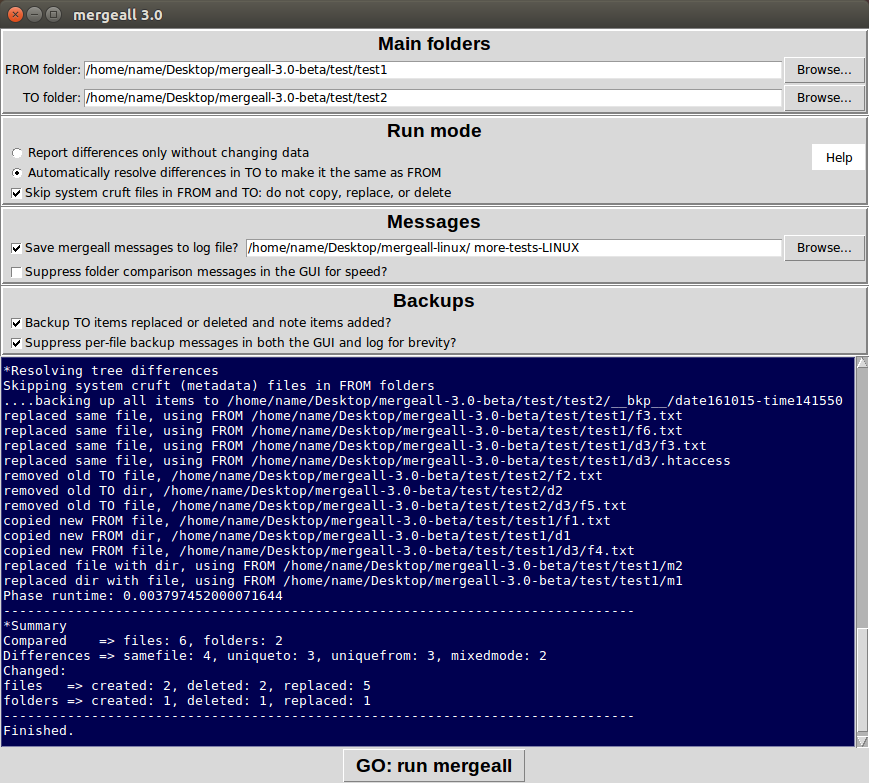 mergeall 3.0
Main folders
FROM folder: /home/name/Desktop/mergeall-3.0-beta/test/test1 Browse...
TO folder: /home/name/Desktop/mergeall-3.0-beta/test/test2 Browse...
Run mode
Report differences only without changing data
Help
Automatically resolve differences in TO to make it the same as FROM
Skip system cruft files in FROM and TO: do not copy, replace, or delete
Messages
Save mergeall messages to log file? /home/name/Desktop/mergeall-linux/ more-tests-LINUX Browse...
Suppress folder comparison messages in the GUI for speed?
Backups
Backup TO items replaced or deleted and note items added?
Suppress per-file backup messages in both the GUI and log for brevity?
*Resolving tree differences
Skipping system cruft (metadata) files in FROM folders
....backing up all items to /home/name/Desktop/mergeall-3.0-beta/test/test2/__bkp__/date161015-time141550
replaced same file, using FROM /home/name/Desktop/mergeall-3.0-beta/test/test1/f3.txt
replaced same file, using FROM /home/name/Desktop/mergeall-3.0-beta/test/test1/f6.txt
replaced same file, using FROM /home/name/Desktop/mergeall-3.0-beta/test/test1/d3/f3.txt
replaced same file, using FROM /home/name/Desktop/mergeall-3.0-beta/test/test1/d3/.htaccess
removed old TO file, /home/name/Desktop/mergeall-3.0-beta/test/test2/f2.txt
removed old TO dir, /home/name/Desktop/mergeall-3.0-beta/test/test2/d2
removed old TO file, /home/name/Desktop/mergeall-3.0-beta/test/test2/d3/f5.txt
copied new FROM file, /home/name/Desktop/mergeall-3.0-beta/test/test1/f1.txt
copied new FROM dir, /home/name/Desktop/mergeall-3.0-beta/test/test1/d1
copied new FROM file, /home/name/Desktop/mergeall-3.0-beta/test/test1/d3/f4.txt
replaced file with dir, using FROM /home/name/Desktop/mergeall-3.0-beta/test/test1/m2
replaced dir with file, using FROM /home/name/Desktop/mergeall-3.0-beta/test/test1/m1
Phase runtime: 0.003797452000071644
-------------------------------------------------------------------------------
*Summary
Compared    => files: 6, folders: 2
Differences => samefile: 4, uniqueto: 3, uniquefrom: 3, mixedmode: 2
Changed:
files   => created: 2, deleted: 2, replaced: 5
folders => created: 1, deleted: 1, replaced: 1
-------------------------------------------------------------------------------
Finished.
GO: run mergeall